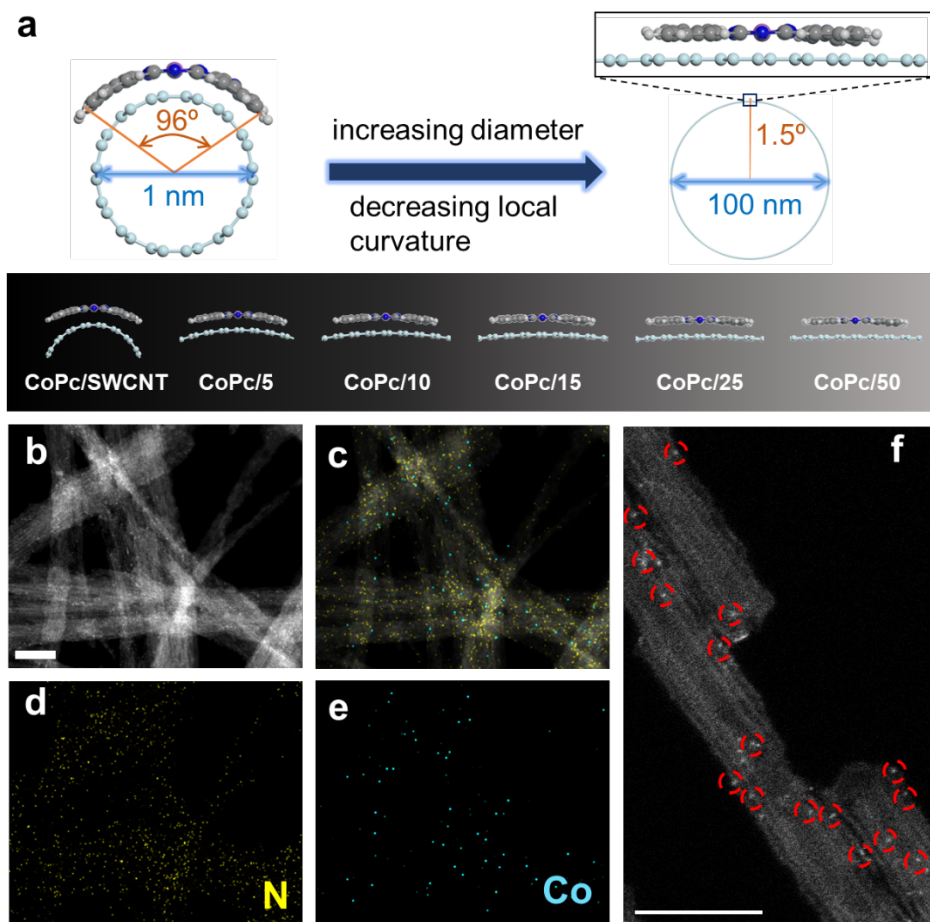 a
96º
1 nm
increasing diameter
decreasing local
curvature
1.5º
100 nm
CoPc/SWCNT
CoPc/5
CoPc/10
CoPc/15
CoPc/25
CoPc/50
b
c
f
d
N
e
Co